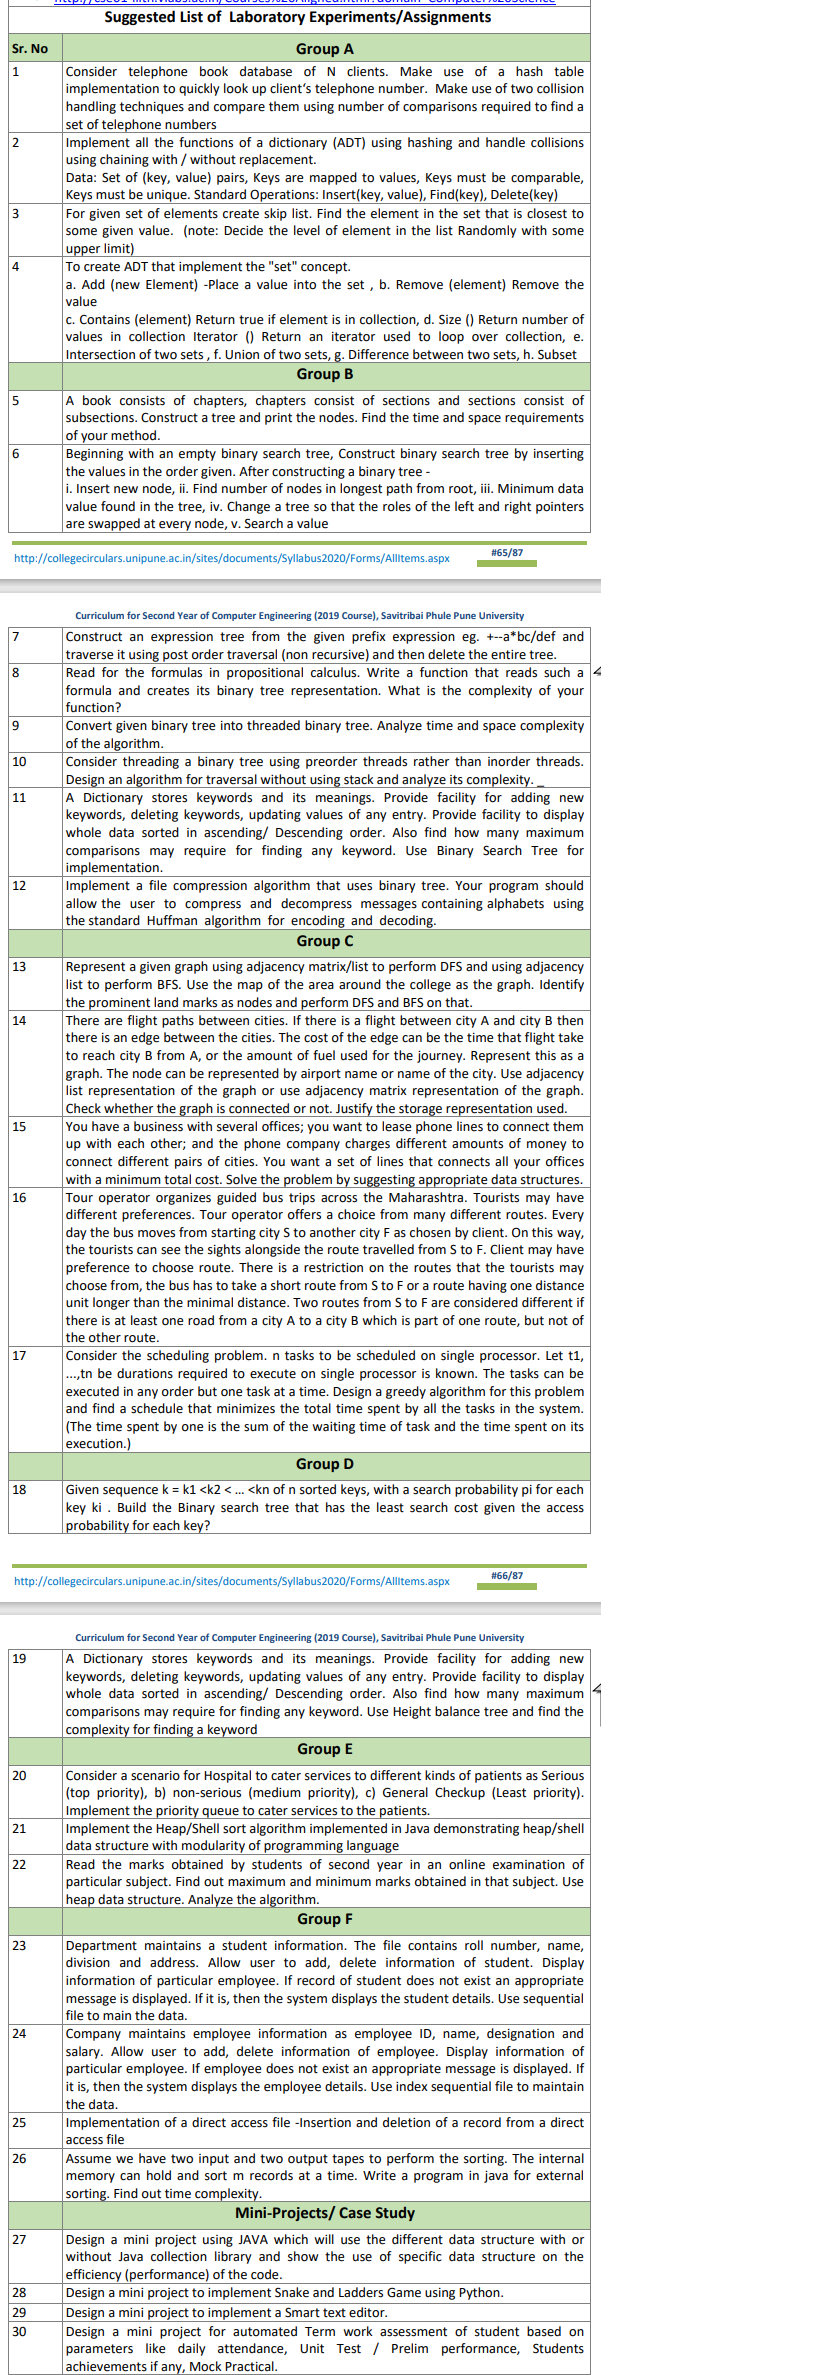 Suggested List of Laboratory Experiments/Assignments
Sr. No Group A
1 Consider telephone book database of N clients. Make use of a hash table
implementation to quickly look up client's telephone number. Make use of two collision
handling techniques and compare them using number of comparisons required to find a
set of telephone numbers
2 Implement all the functions of a dictionary (ADT) using hashing and handle collisions
using chaining with / without replacement.
Data: Set of (key, value) pairs, Keys are mapped to values, Keys must be comparable,
Keys must be unique. Standard Operations: Insert(key, value), Find(key), Delete(key)
3 For given set of elements create skip list. Find the element in the set that is closest to
some given value. (note: Decide the level of element in the list Randomly with some
upper limit)
4 To create ADT that implement the "set" concept.
a. Add (new Element) -Place a value into the set , b. Remove (element) Remove the
value
c. Contains (element) Return true if element is in collection, d. Size () Return number of
values in collection Iterator () Return an iterator used to loop over collection, e.
Intersection of two sets , f. Union of two sets, g. Difference between two sets, h. Subset
Group B
5 A book consists of chapters, chapters consist of sections and sections consist of
subsections. Construct a tree and print the nodes. Find the time and space requirements
of your method.
6 Beginning with an empty binary search tree, Construct binary search tree by inserting
the values in the order given. After constructing a binary tree -
i. Insert new node, ii. Find number of nodes in longest path from root, iii. Minimum data
value found in the tree, iv. Change a tree so that the roles of the left and right pointers
are swapped at every node, v. Search a value
http://collegecirculars.unipune.ac.in/sites/documents/Syllabus2020/Forms/AllItems.aspx #65/87
Curriculum for Second Year of Computer Engineering (2019 Course), Savitribai Phule Pune University
7 Construct an expression tree from the given prefix expression eg. +--a*bc/def and
traverse it using post order traversal (non recursive) and then delete the entire tree.
8 Read for the formulas in propositional calculus. Write a function that reads such a
formula and creates its binary tree representation. What is the complexity of your
function?
9 Convert given binary tree into threaded binary tree. Analyze time and space complexity
of the algorithm.
10 Consider threading a binary tree using preorder threads rather than inorder threads.
Design an algorithm for traversal without using stack and analyze its complexity. _
11 A Dictionary stores keywords and its meanings. Provide facility for adding new
keywords, deleting keywords, updating values of any entry. Provide facility to display
whole data sorted in ascending/ Descending order. Also find how many maximum
comparisons may require for finding any keyword. Use Binary Search Tree for
implementation.
12 Implement a file compression algorithm that uses binary tree. Your program should
allow the user to compress and decompress messages containing alphabets using
the standard Huffman algorithm for encoding and decoding.
Group C
13 Represent a given graph using adjacency matrix/list to perform DFS and using adjacency
list to perform BFS. Use the map of the area around the college as the graph. Identify
the prominent land marks as nodes and perform DFS and BFS on that.
14 There are flight paths between cities. If there is a flight between city A and city B then
there is an edge between the cities. The cost of the edge can be the time that flight take
to reach city B from A, or the amount of fuel used for the journey. Represent this as a
graph. The node can be represented by airport name or name of the city. Use adjacency
list representation of the graph or use adjacency matrix representation of the graph.
Check whether the graph is connected or not. Justify the storage representation used.
15 You have a business with several offices; you want to lease phone lines to connect them
up with each other; and the phone company charges different amounts of money to
connect different pairs of cities. You want a set of lines that connects all your offices
with a minimum total cost. Solve the problem by suggesting appropriate data structures.
16 Tour operator organizes guided bus trips across the Maharashtra. Tourists may have
different preferences. Tour operator offers a choice from many different routes. Every
day the bus moves from starting city S to another city F as chosen by client. On this way,
the tourists can see the sights alongside the route travelled from S to F. Client may have
preference to choose route. There is a restriction on the routes that the tourists may
choose from, the bus has to take a short route from S to F or a route having one distance
unit longer than the minimal distance. Two routes from S to F are considered different if
there is at least one road from a city A to a city B which is part of one route, but not of
the other route.
17 Consider the scheduling problem. n tasks to be scheduled on single processor. Let t1,
...,tn be durations required to execute on single processor is known. The tasks can be
executed in any order but one task at a time. Design a greedy algorithm for this problem
and find a schedule that minimizes the total time spent by all the tasks in the system.
(The time spent by one is the sum of the waiting time of task and the time spent on its
execution.)
Group D
18 Given sequence k = k1 <k2 < ... <kn of n sorted keys, with a search probability pi for each
key ki . Build the Binary search tree that has the least search cost given the access
probability for each key?
http://collegecirculars.unipune.ac.in/sites/documents/Syllabus2020/Forms/AllItems.aspx #66/87
Curriculum for Second Year of Computer Engineering (2019 Course), Savitribai Phule Pune University
19 A Dictionary stores keywords and its meanings. Provide facility for adding new
keywords, deleting keywords, updating values of any entry. Provide facility to display
whole data sorted in ascending/ Descending order. Also find how many maximum
comparisons may require for finding any keyword. Use Height balance tree and find the
complexity for finding a keyword
Group E
20 Consider a scenario for Hospital to cater services to different kinds of patients as Serious
(top priority), b) non-serious (medium priority), c) General Checkup (Least priority).
Implement the priority queue to cater services to the patients.
21 Implement the Heap/Shell sort algorithm implemented in Java demonstrating heap/shell
data structure with modularity of programming language
22 Read the marks obtained by students of second year in an online examination of
particular subject. Find out maximum and minimum marks obtained in that subject. Use
heap data structure. Analyze the algorithm.
Group F
23 Department maintains a student information. The file contains roll number, name,
division and address. Allow user to add, delete information of student. Display
information of particular employee. If record of student does not exist an appropriate
message is displayed. If it is, then the system displays the student details. Use sequential
file to main the data.
24 Company maintains employee information as employee ID, name, designation and
salary. Allow user to add, delete information of employee. Display information of
particular employee. If employee does not exist an appropriate message is displayed. If
it is, then the system displays the employee details. Use index sequential file to maintain
the data.
25 Implementation of a direct access file -Insertion and deletion of a record from a direct
access file
26 Assume we have two input and two output tapes to perform the sorting. The internal
memory can hold and sort m records at a time. Write a program in java for external
sorting. Find out time complexity.
Mini-Projects/ Case Study
27 Design a mini project using JAVA which will use the different data structure with or
without Java collection library and show the use of specific data structure on the
efficiency (performance) of the code.
28 Design a mini project to implement Snake and Ladders Game using Python.
29 Design a mini project to implement a Smart text editor.
30 Design a mini project for automated Term work assessment of student based on
parameters like daily attendance, Unit Test / Prelim performance, Students
achievements if any, Mock Practical.